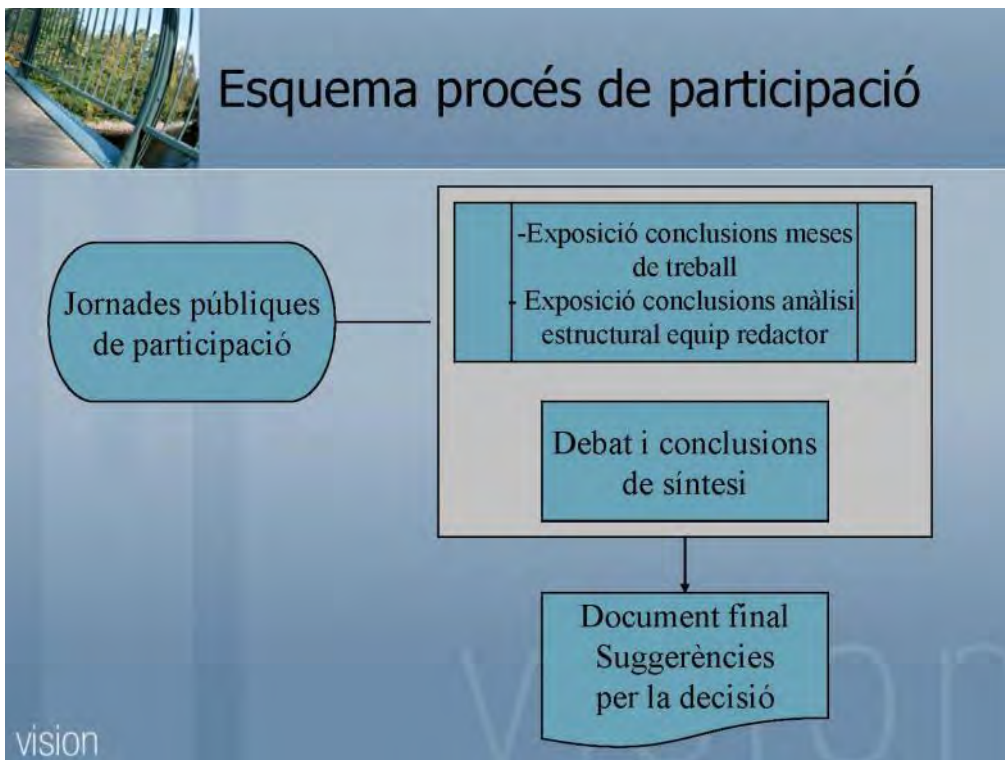 Esquema procés de participació
Jornades públiques
de participació
-Exposició conclusions meses
de treball
- Exposició conclusions anàlisi
estructural equip redactor
Debat i conclusions
de síntesi
Document final
Suggerències
per la decisió
vision
vision